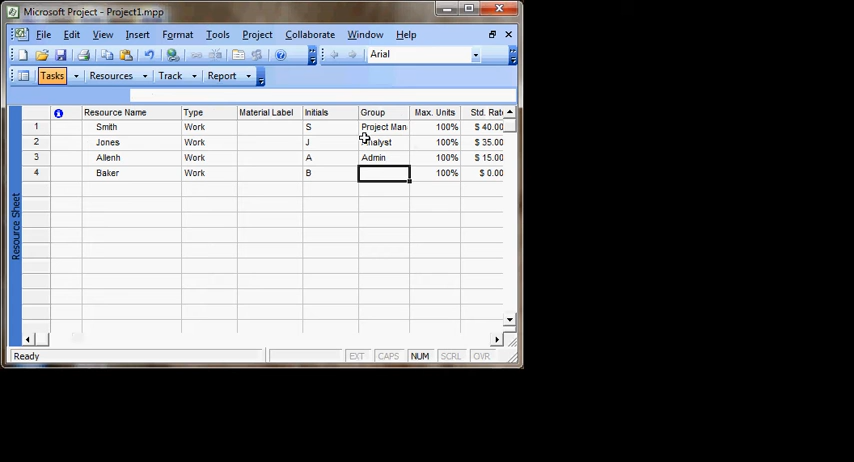 Microsoft Project - Project1.mpp
File Edit View Insert Format Tools Project Collaborate Window Help
Arial
Tasks Resources Track Report
Resource Name Type Material Label Initials Group Max. Units Std. Rate
1 Smith Work S Project Man 100% $ 40.00
2 Jones Work J Analyst 100% $ 35.00
3 Allenh Work A Admin 100% $ 15.00
4 Baker Work B 100% $ 0.00
Resource Sheet
Ready EXT CAPS NUM SCRL OVR